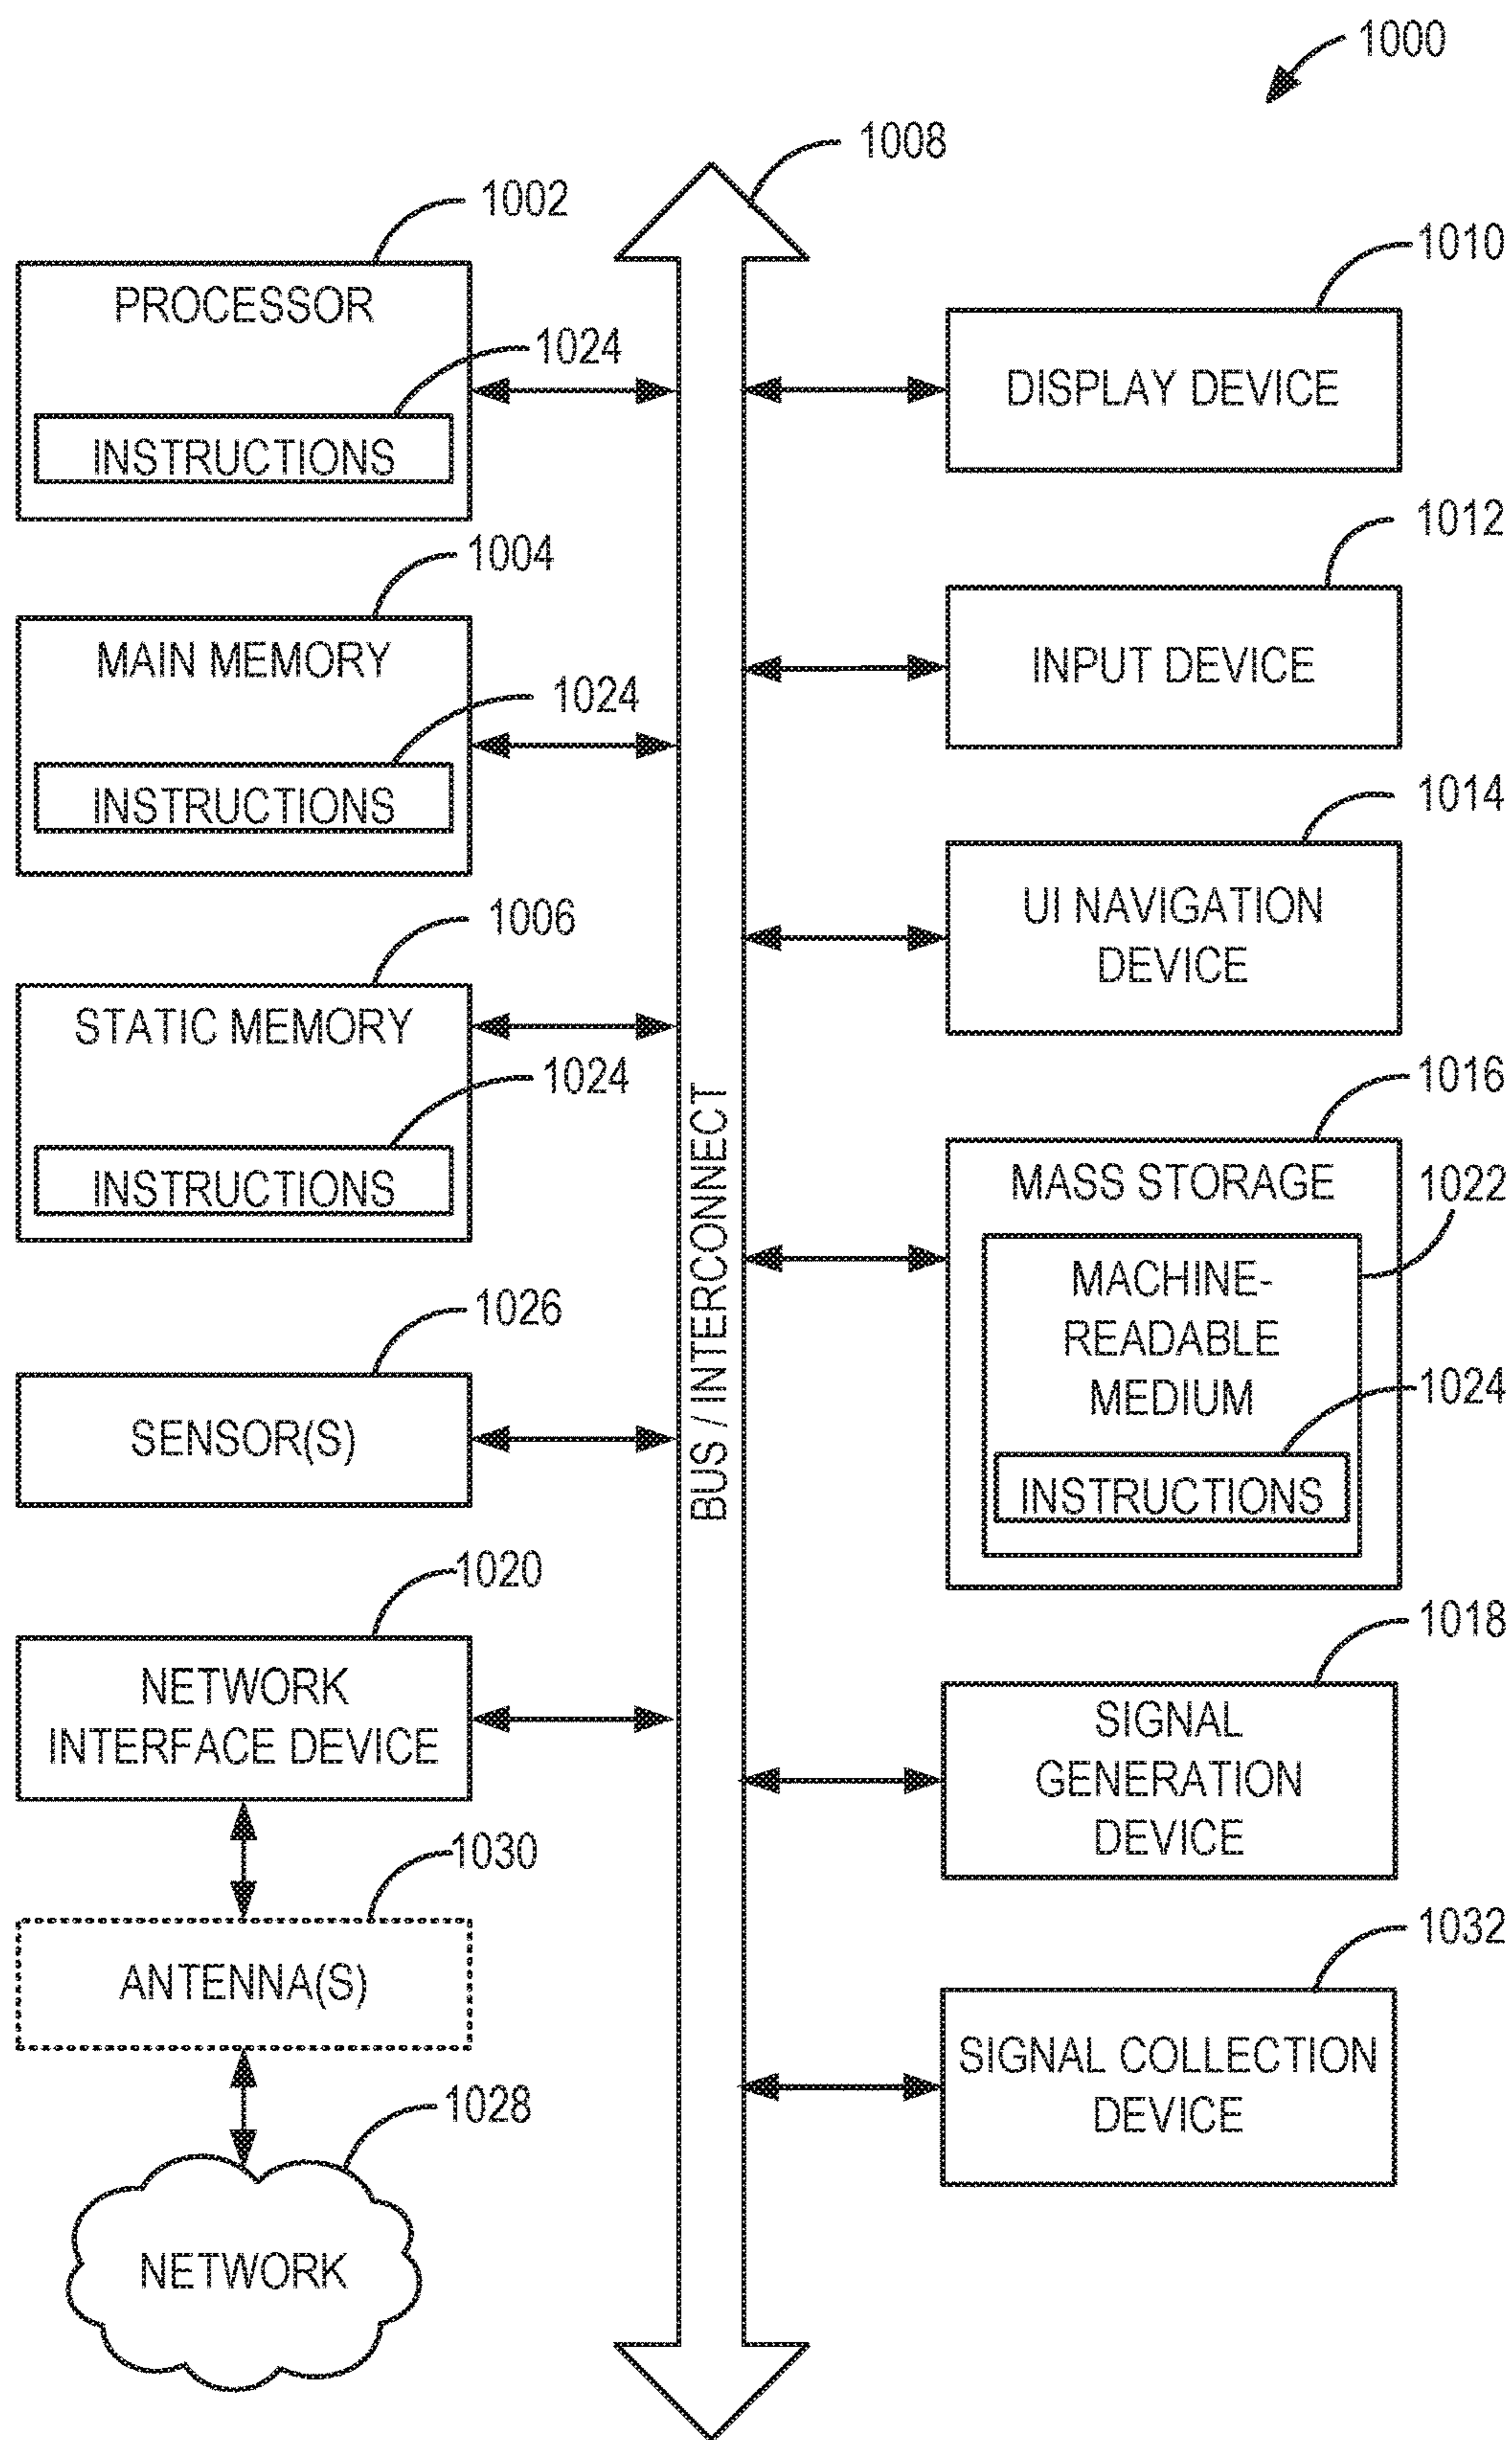 1000
1008
1002
PROCESSOR
1024
INSTRUCTIONS
1004
MAIN MEMORY
1024
INSTRUCTIONS
1006
STATIC MEMORY
1024
INSTRUCTIONS
1026
SENSOR(S)
1020
NETWORK
INTERFACE DEVICE
1030
ANTENNA(S)
1028
NETWORK
BUS / INTERCONNECT
1010
DISPLAY DEVICE
1012
INPUT DEVICE
1014
UI NAVIGATION
DEVICE
1016
MASS STORAGE
1022
MACHINE-
READABLE
MEDIUM
1024
INSTRUCTIONS
1018
SIGNAL
GENERATION
DEVICE
1032
SIGNAL COLLECTION
DEVICE